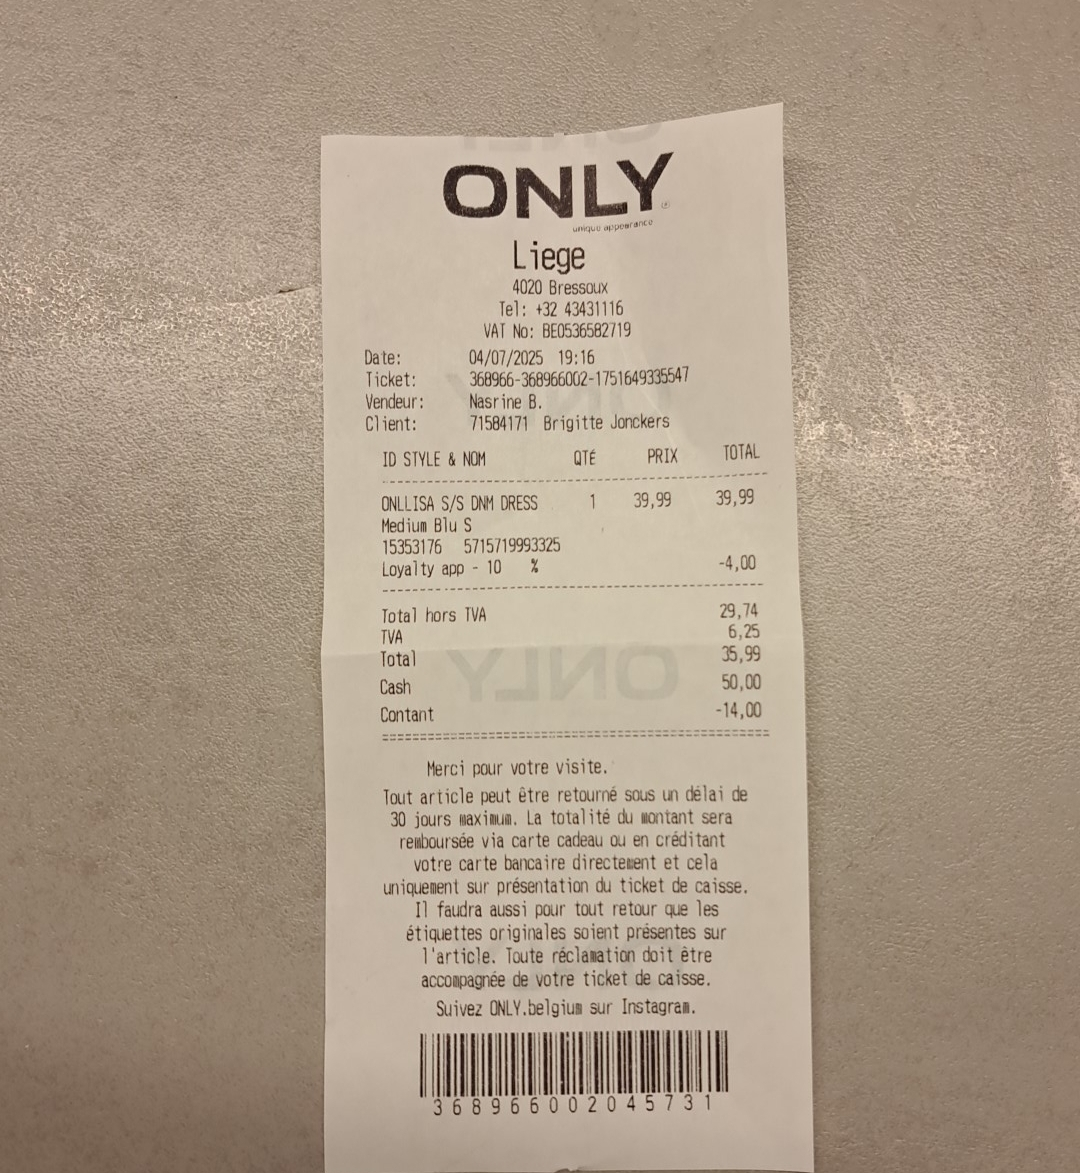 ONLY
unique appearance
Liege
4020 Bressoux
Tel: +32 43431116
VAT No: BE0536582719
Date: 04/07/2025 19:16
Ticket: 368966-368966002-1751649335547
Vendeur: Nasrine B.
Client: 71584171 Brigitte Jonckers
ID STYLE & NOM QTÉ PRIX TOTAL
ONLLISA S/S DNM DRESS 1 39,99 39,99
Medium Blu S
15353176 5715719993325
Loyalty app - 10 % -4,00
Total hors TVA 29,74
TVA 6,25
Total 35,99
Cash 50,00
Contant -14,00
Merci pour votre visite.
Tout article peut être retourné sous un délai de
30 jours maximum. La totalité du montant sera
remboursée via carte cadeau ou en créditant
votre carte bancaire directement et cela
uniquement sur présentation du ticket de caisse.
Il faudra aussi pour tout retour que les
étiquettes originales soient présentes sur
l'article. Toute réclamation doit être
accompagnée de votre ticket de caisse.
Suivez ONLY.belgium sur Instagram.
368966002045731